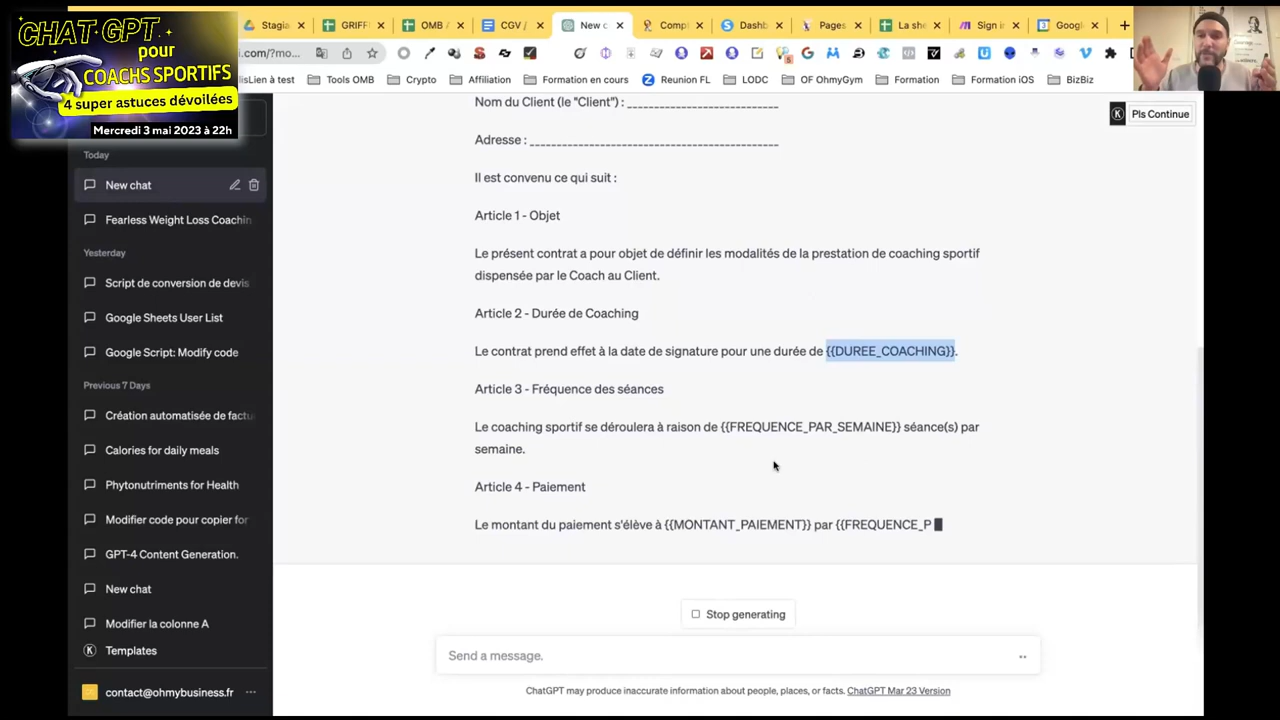 CHAT GPT
pour
COACHS SPORTIFS
4 super astuces dévoilées
Mercredi 3 mai 2023 à 22h
Stagia
GRIFF
OMB /
CGV /
New c
Compl
Dashb
Pages
La she
Sign in
Googl
i.com/?mo...
lisLien à test
Tools OMB
Crypto
Affiliation
Formation en cours
Reunion FL
LODC
OF OhmyGym
Formation
Formation iOS
BizBiz
Today
New chat
Fearless Weight Loss Coachin
Yesterday
Script de conversion de devis
Google Sheets User List
Google Script: Modify code
Previous 7 Days
Création automatisée de factu
Calories for daily meals
Phytonutriments for Health
Modifier code pour copier for
GPT-4 Content Generation.
New chat
Modifier la colonne A
Templates
contact@ohmybusiness.fr
Pls Continue
Nom du Client (le "Client") : ____________________________
Adresse : ______________________________________________
Il est convenu ce qui suit :
Article 1 - Objet
Le présent contrat a pour objet de définir les modalités de la prestation de coaching sportif
dispensée par le Coach au Client.
Article 2 - Durée de Coaching
Le contrat prend effet à la date de signature pour une durée de {{DUREE_COACHING}}.
Article 3 - Fréquence des séances
Le coaching sportif se déroulera à raison de {{FREQUENCE_PAR_SEMAINE}} séance(s) par
semaine.
Article 4 - Paiement
Le montant du paiement s'élève à {{MONTANT_PAIEMENT}} par {{FREQUENCE_P
Stop generating
Send a message.
ChatGPT may produce inaccurate information about people, places, or facts. ChatGPT Mar 23 Version